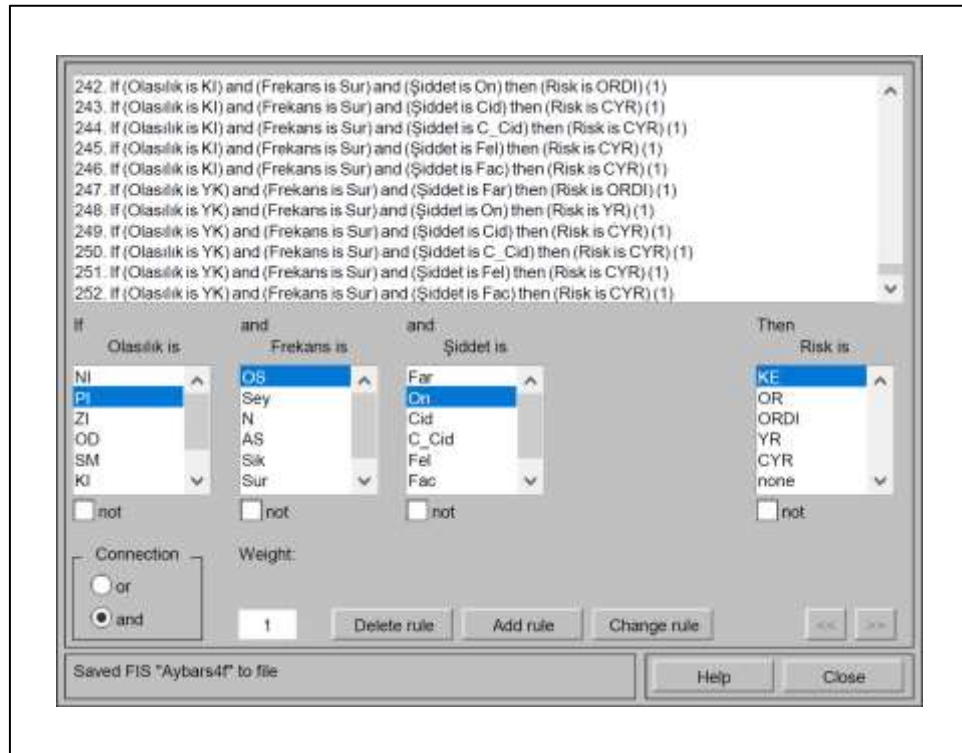 242. If (Olasılık is KI) and (Frekans is Sur) and (Şiddet is On) then (Risk is ORDI) (1)
243. If (Olasılık is KI) and (Frekans is Sur) and (Şiddet is Cid) then (Risk is CYR) (1)
244. If (Olasılık is KI) and (Frekans is Sur) and (Şiddet is C_Cid) then (Risk is CYR) (1)
245. If (Olasılık is KI) and (Frekans is Sur) and (Şiddet is Fel) then (Risk is CYR) (1)
246. If (Olasılık is KI) and (Frekans is Sur) and (Şiddet is Fac) then (Risk is CYR) (1)
247. If (Olasılık is YK) and (Frekans is Sur) and (Şiddet is Far) then (Risk is ORDI) (1)
248. If (Olasılık is YK) and (Frekans is Sur) and (Şiddet is On) then (Risk is YR) (1)
249. If (Olasılık is YK) and (Frekans is Sur) and (Şiddet is Cid) then (Risk is CYR) (1)
250. If (Olasılık is YK) and (Frekans is Sur) and (Şiddet is C_Cid) then (Risk is CYR) (1)
251. If (Olasılık is YK) and (Frekans is Sur) and (Şiddet is Fel) then (Risk is CYR) (1)
252. If (Olasılık is YK) and (Frekans is Sur) and (Şiddet is Fac) then (Risk is CYR) (1)
If
Olasılık is
NI
PI
ZI
OD
SM
KI
not
and
Frekans is
OS
Sey
N
AS
Sik
Sur
not
and
Şiddet is
Far
On
Cid
C_Cid
Fel
Fac
not
Then
Risk is
KE
OR
ORDI
YR
CYR
none
not
Connection
or
and
Weight:
1
Delete rule
Add rule
Change rule
<<
>>
Saved FIS "Aybars4f" to file
Help
Close